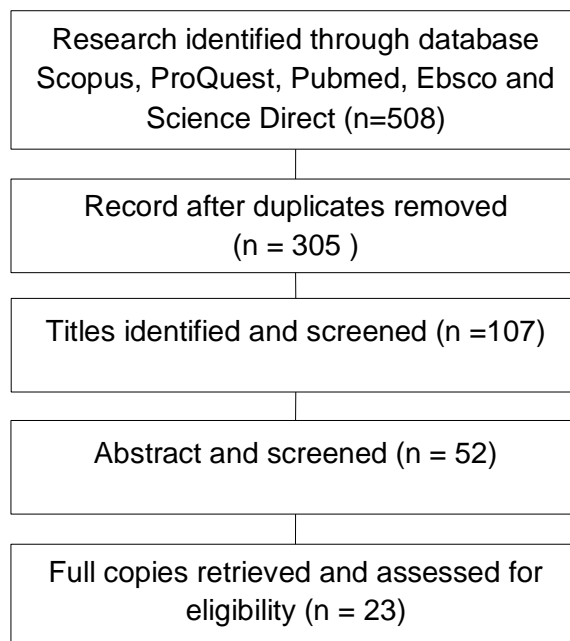 Research identified through database
Scopus, ProQuest, Pubmed, Ebsco and
Science Direct (n=508)
Record after duplicates removed
(n = 305 )
Titles identified and screened (n =107)
Abstract and screened (n = 52)
Full copies retrieved and assessed for
eligibility (n = 23)